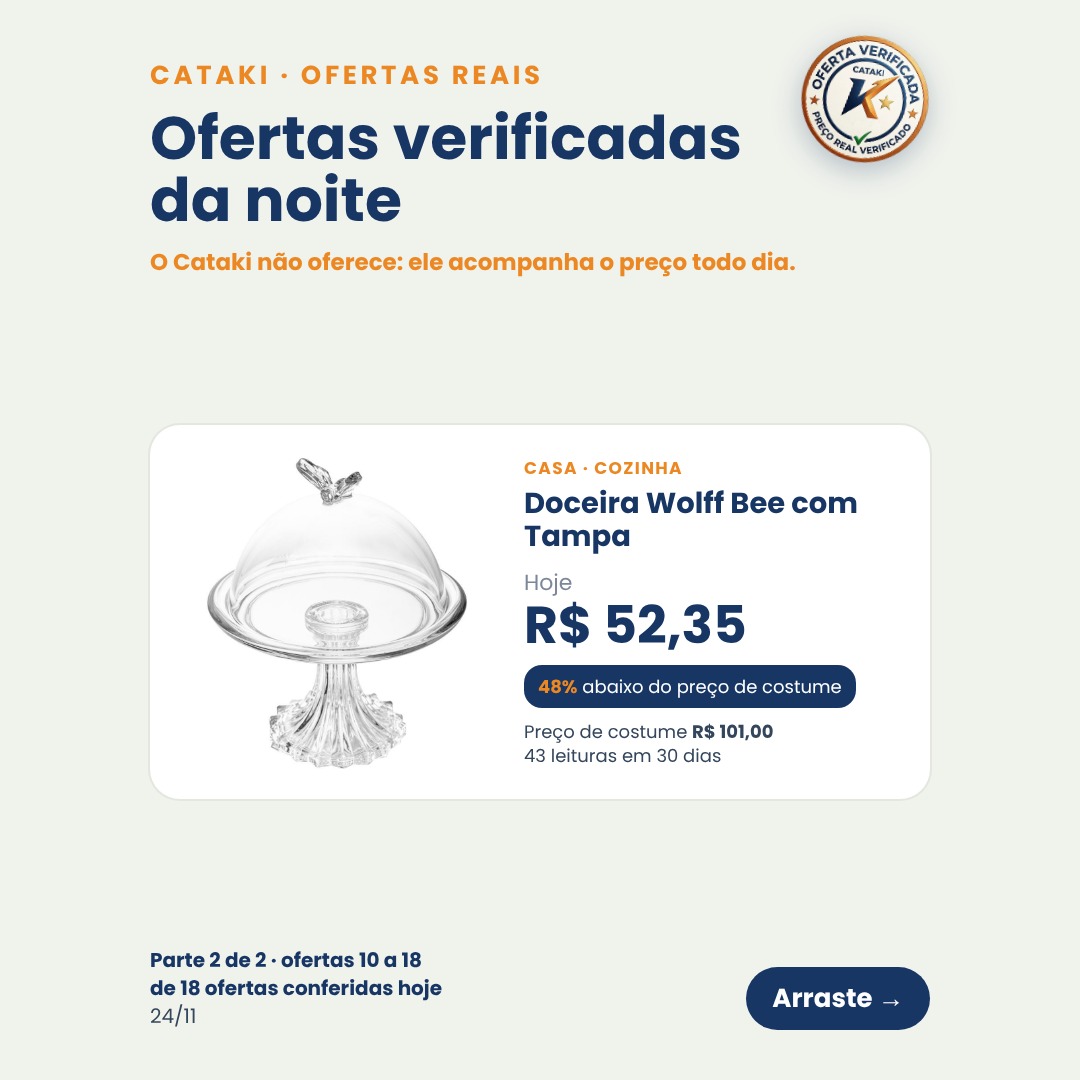 CATAKI · OFERTAS REAIS
Ofertas verificadas
da noite
O Cataki não oferece: ele acompanha o preço todo dia.
OFERTA VERIFICADA
CATAKI
PREÇO REAL VERIFICADO
CASA · COZINHA
Doceira Wolff Bee com
Tampa
Hoje
R$ 52,35
48% abaixo do preço de costume
Preço de costume R$ 101,00
43 leituras em 30 dias
Parte 2 de 2 · ofertas 10 a 18
de 18 ofertas conferidas hoje
24/11
Arraste →